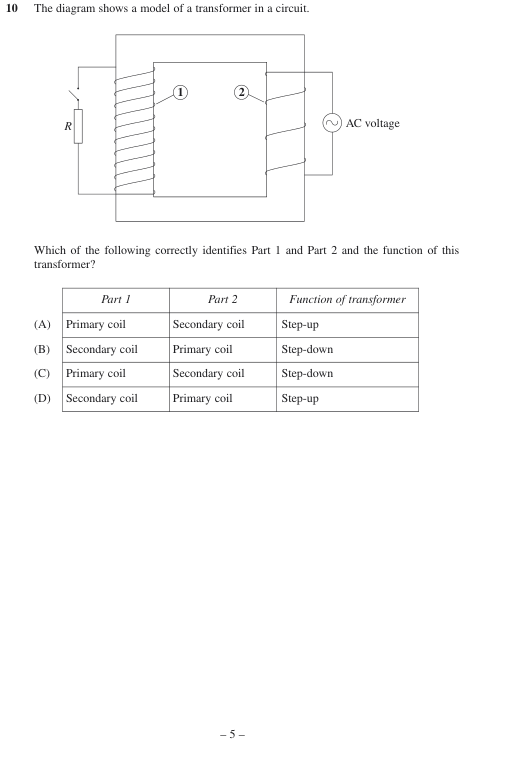 10 The diagram shows a model of a transformer in a circuit.
1
2
R
AC voltage
Which of the following correctly identifies Part 1 and Part 2 and the function of this
transformer?
Part 1 Part 2 Function of transformer
(A) Primary coil Secondary coil Step-up
(B) Secondary coil Primary coil Step-down
(C) Primary coil Secondary coil Step-down
(D) Secondary coil Primary coil Step-up
– 5 –